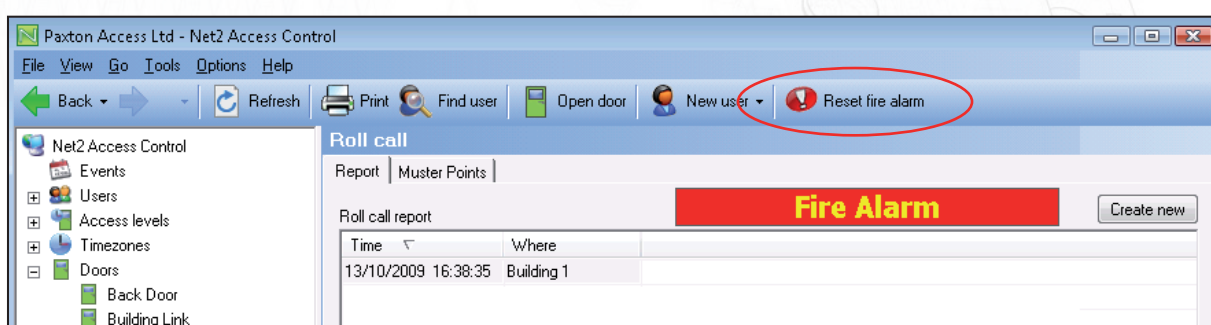 Paxton Access Ltd - Net2 Access Control
File View Go Tools Options Help
Back Refresh Print Find user Open door New user Reset fire alarm
Net2 Access Control
Events
Users
Access levels
Timezones
Doors
Back Door
Building Link
Roll call
Report Muster Points
Roll call report
Fire Alarm
Create new
Time Where
13/10/2009 16:38:35 Building 1